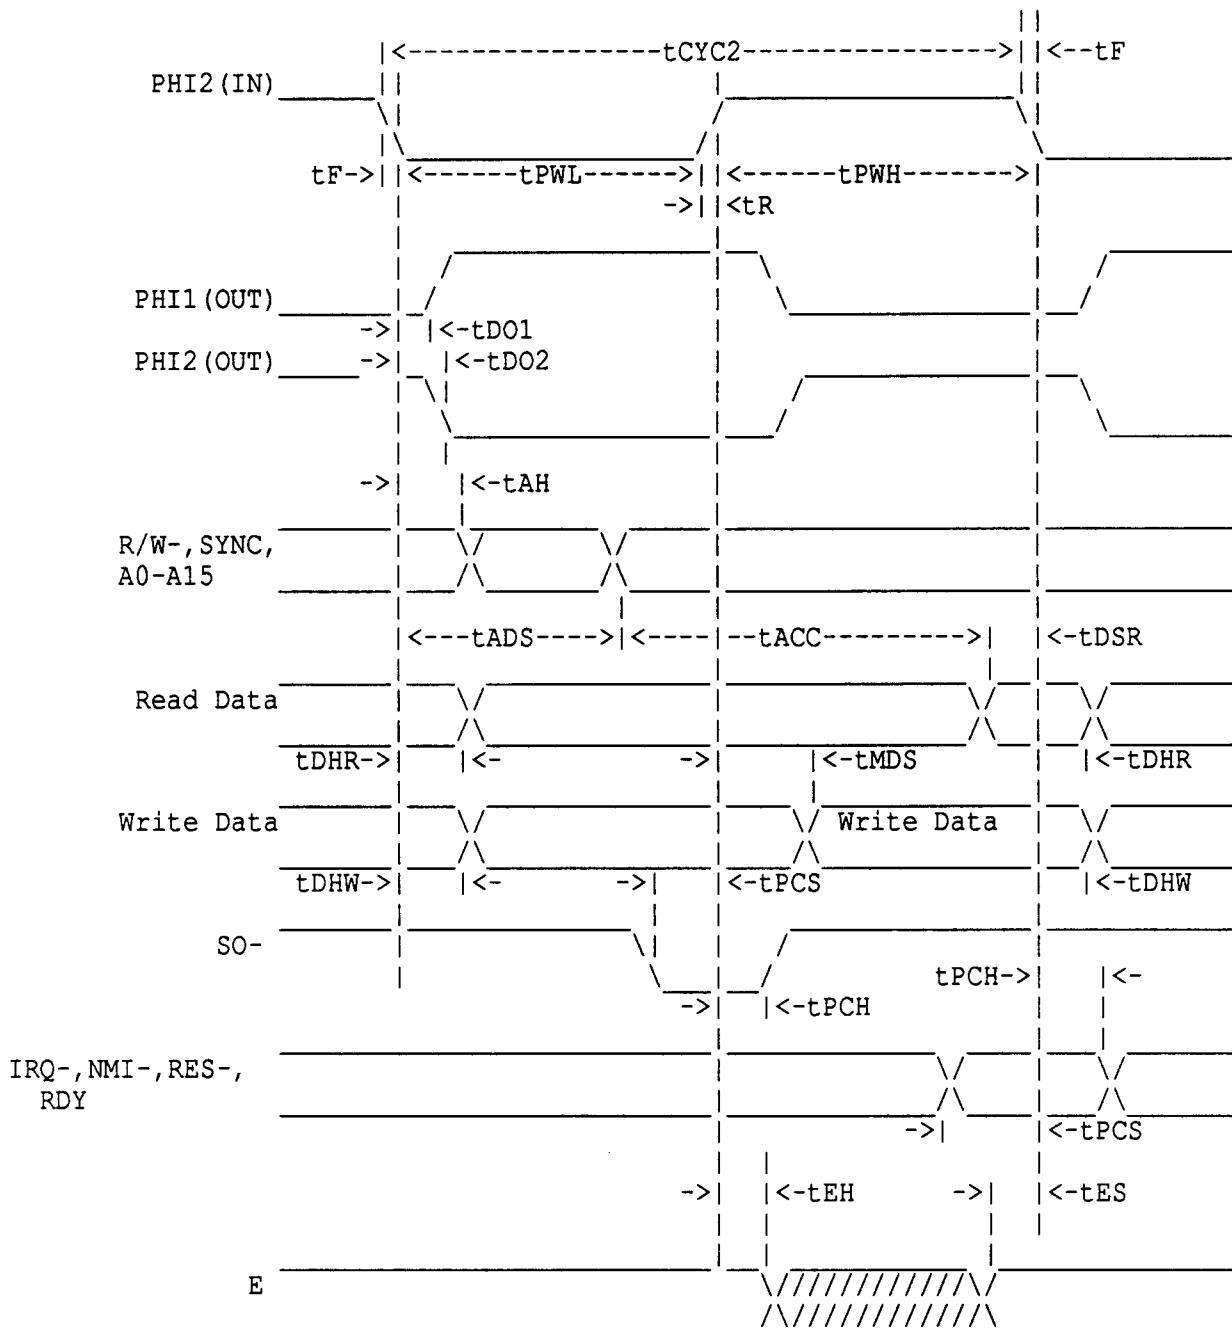 |<------------tCYC2------------->| |<--tF
PHI2(IN)
tF->| |<-----tPWL----->| |<-----tPWH------>|
->| |<tR
PHI1(OUT)
->| |<-tDO1
PHI2(OUT) ->| |<-tDO2
->| |<-tAH
R/W-,SYNC,
A0-A15
|<---tADS---->|<---- --tACC--------->| |<-tDSR
Read Data
tDHR->| |<- ->| |<-tMDS |<-tDHR
Write Data Write Data
tDHW->| |<- ->| |<-tPCS |<-tDHW
SO-
tPCH->| |<-
->| |<-tPCH
IRQ-,NMI-,RES-,
RDY
->| |<-tPCS
->| |<-tEH ->| |<-tES
E